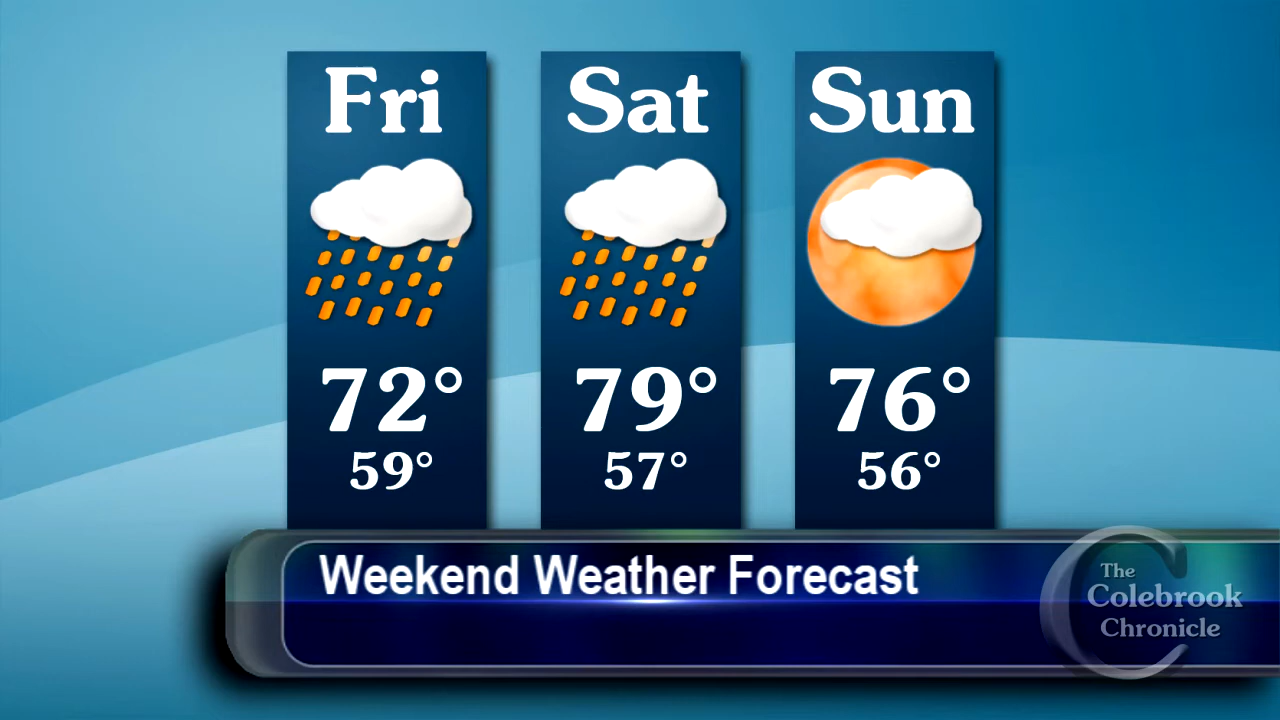 Fri
72°
59°
Sat
79°
57°
Sun
76°
56°
Weekend Weather Forecast
The
Colebrook
Chronicle